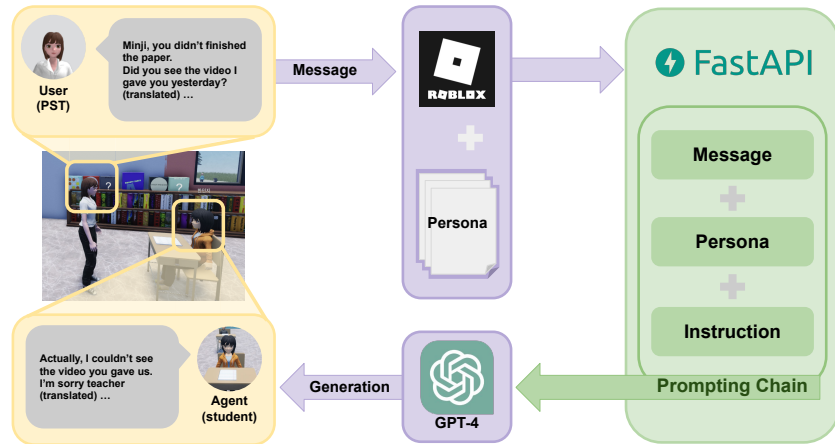 Minji, you didn't finished
the paper.
Did you see the video I
gave you yesterday?
(translated) ...
User
(PST)
Message
ROBLOX
Persona
FastAPI
Message
Persona
Instruction
Prompting Chain
GPT-4
Generation
Actually, I couldn't see
the video you gave us.
I'm sorry teacher
(translated) ...
Agent
(student)